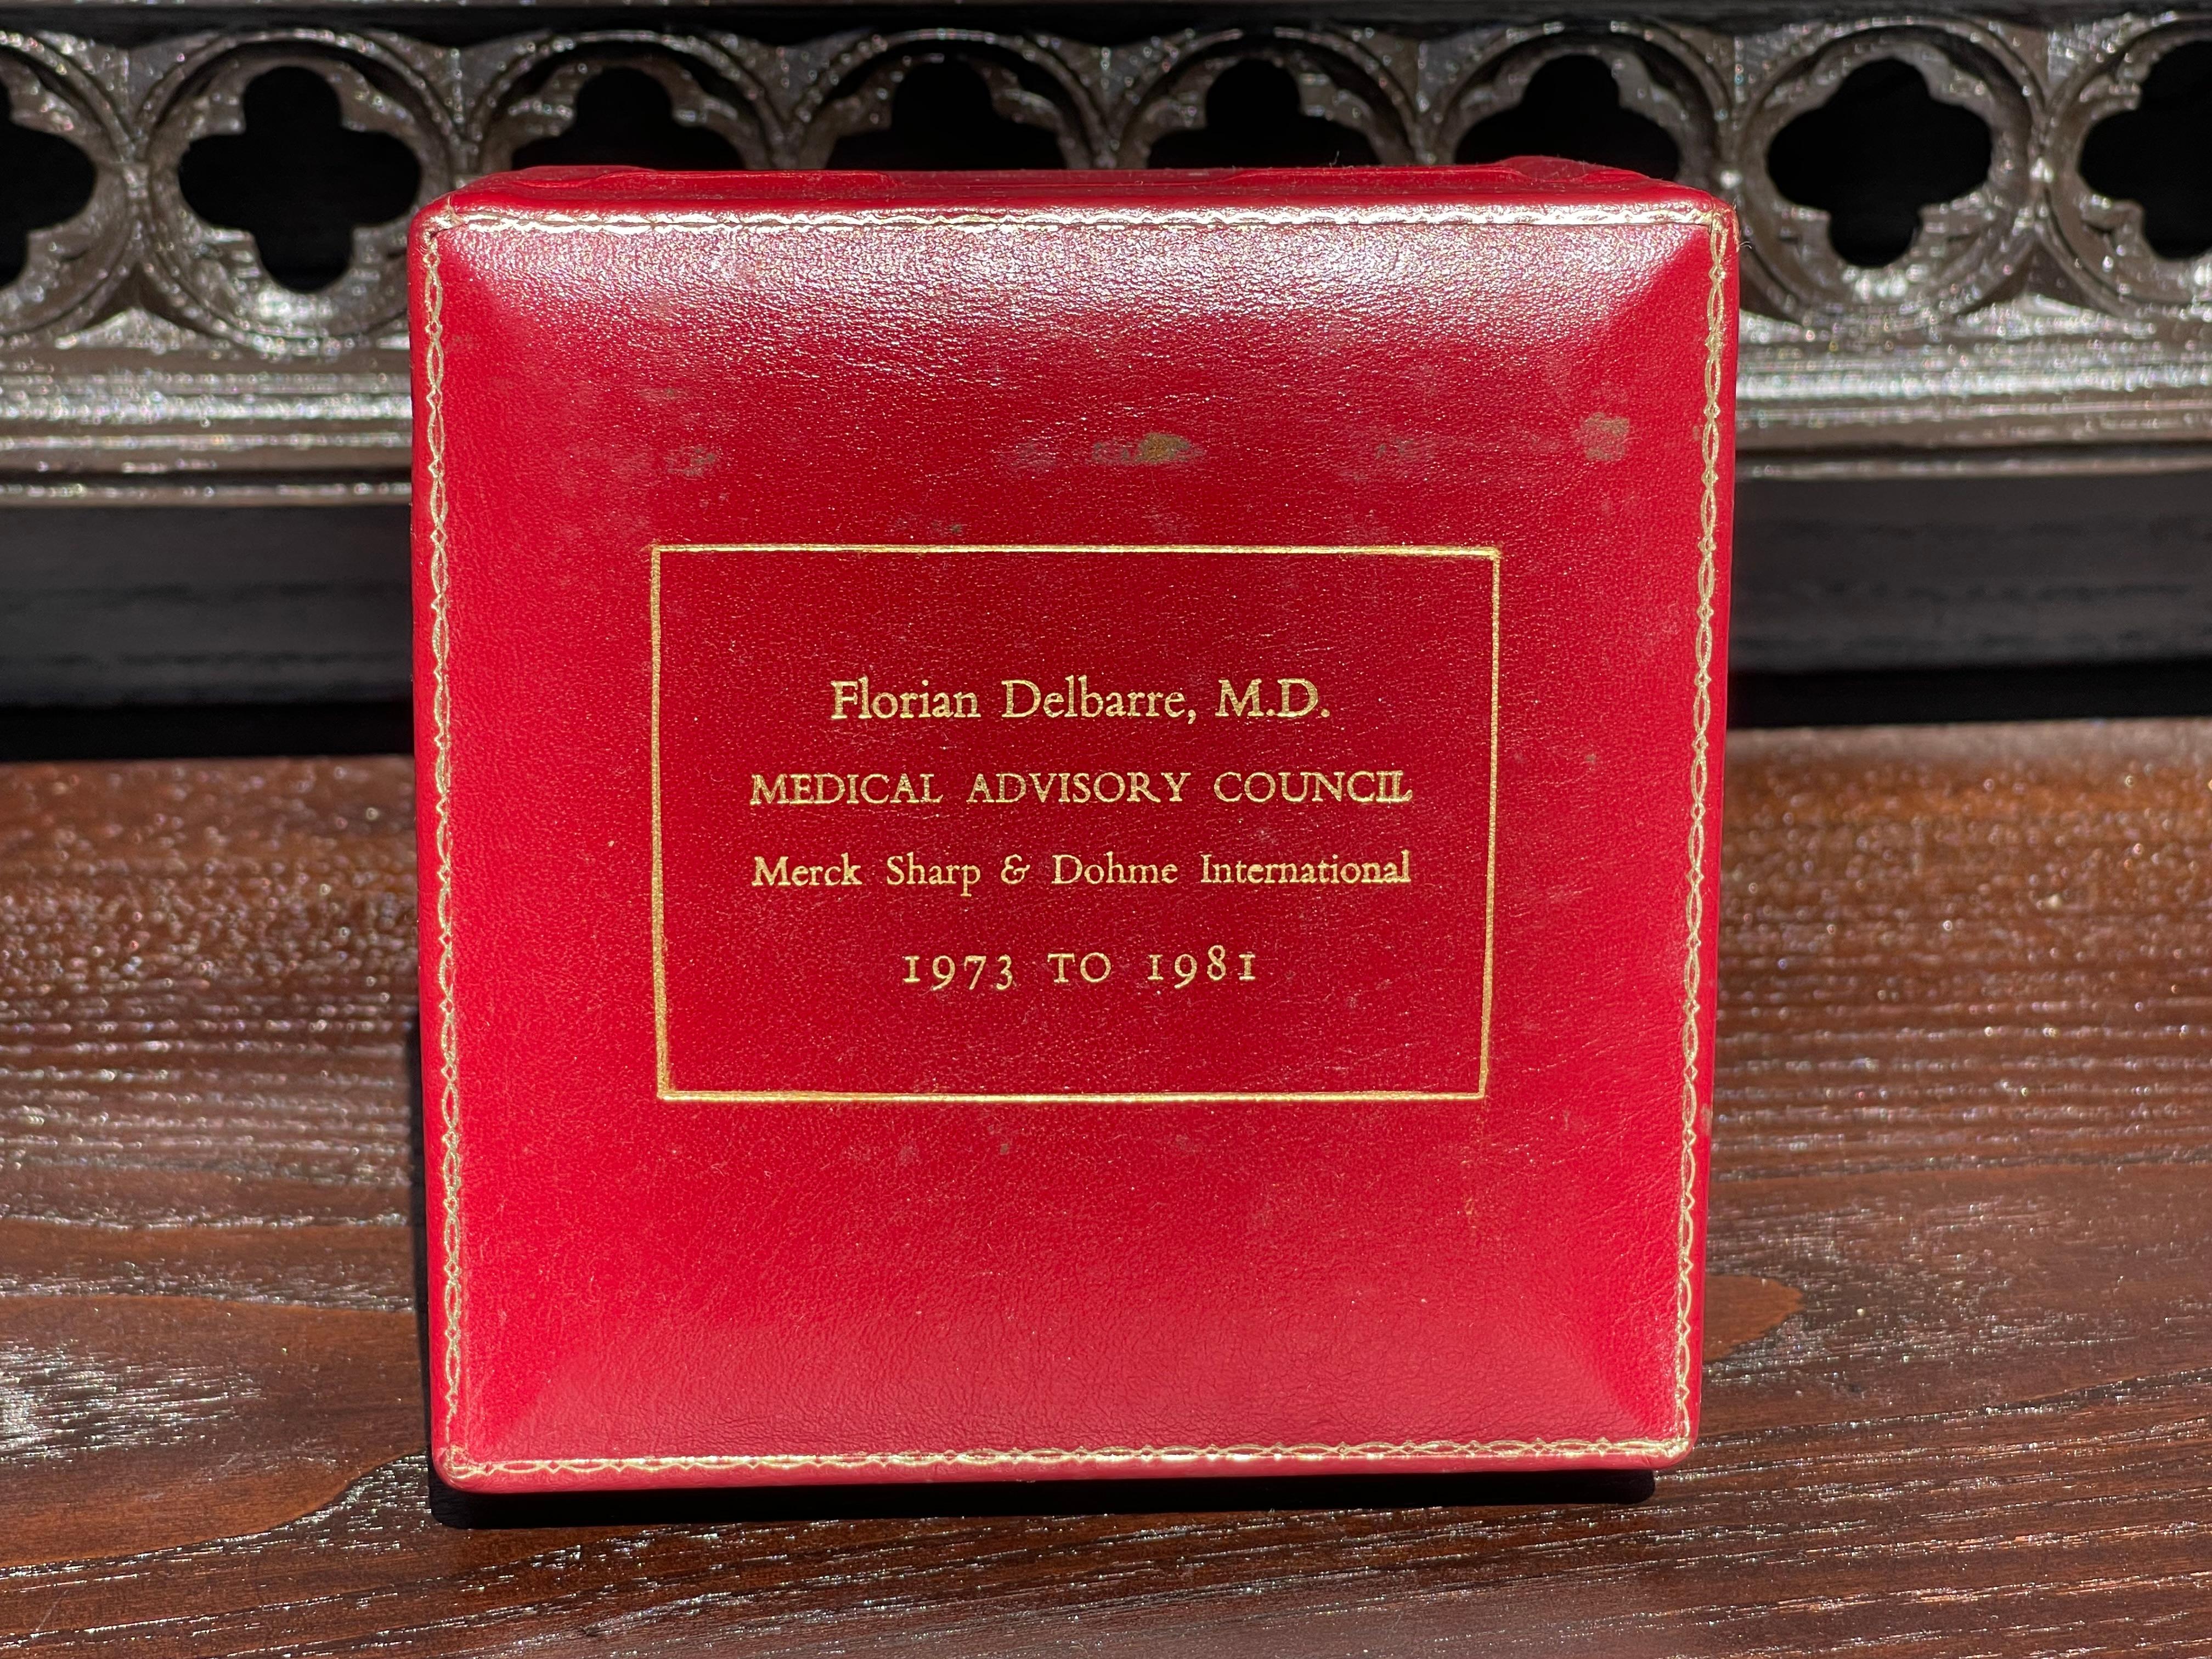 Florian Delbarre, M.D.
MEDICAL ADVISORY COUNCIL
Merck Sharp & Dohme International
1973 TO 1981